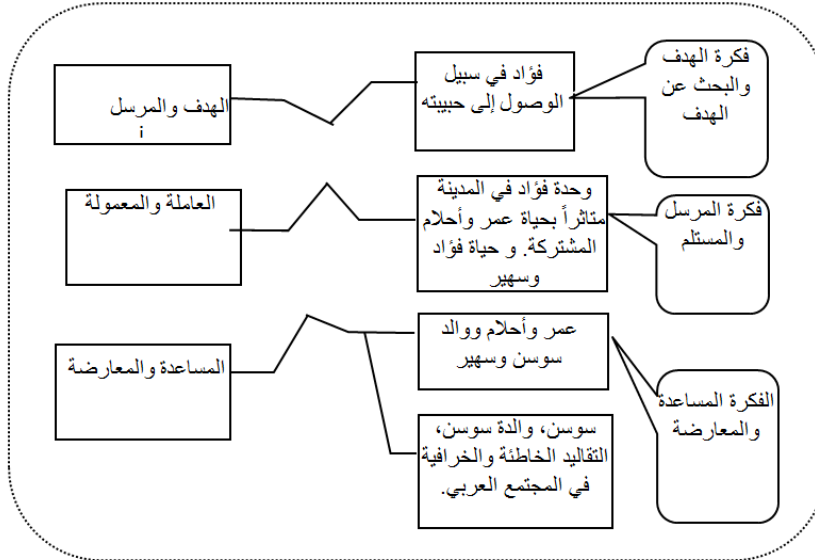 فكرة الهدف
والبحث عن
الهدف
فؤاد في سبيل
الوصول إلى حبيبته
الهدف والمرسل
i
فكرة المرسل
والمستلم
وحدة فؤاد في المدينة
متاثراً بحياة عمر وأحلام
المشتركة. و حياة فؤاد
وسهير
العاملة والمعمولة
الفكرة المساعدة
والمعارضة
عمر وأحلام ووالد
سوسن وسهير
المساعدة والمعارضة
سوسن، والدة سوسن،
التقاليد الخاطئة والخرافية
في المجتمع العربي.